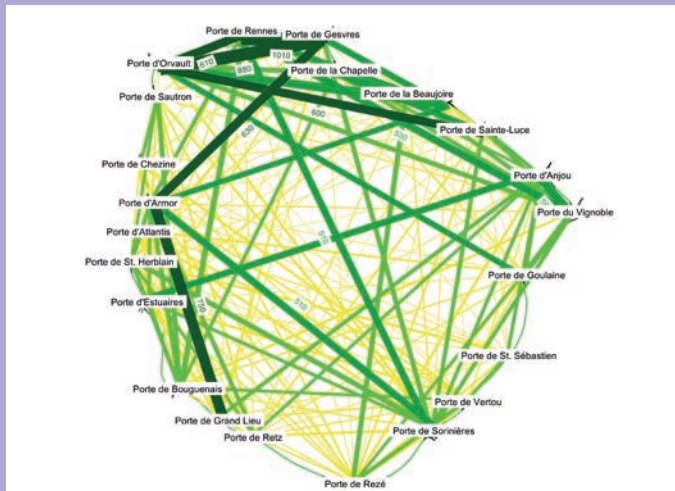 Porte de Rennes
Porte de Gesvres
Porte d'Orvault
610
1010
880
Porte de la Chapelle
Porte de Sautron
Porte de la Beaujoire
600
630
Porte de Sainte-Luce
530
Porte de Chezine
Porte d'Anjou
Porte d'Armor
Porte du Vignoble
Porte d'Atlantis
510
Porte de St. Herblain
Porte de Goulaine
Porte d'Estuaires
750
510
Porte de St. Sébastien
Porte de Bouguenais
Porte de Vertou
Porte de Grand Lieu
Porte de Sorinières
Porte de Retz
Porte de Rezé